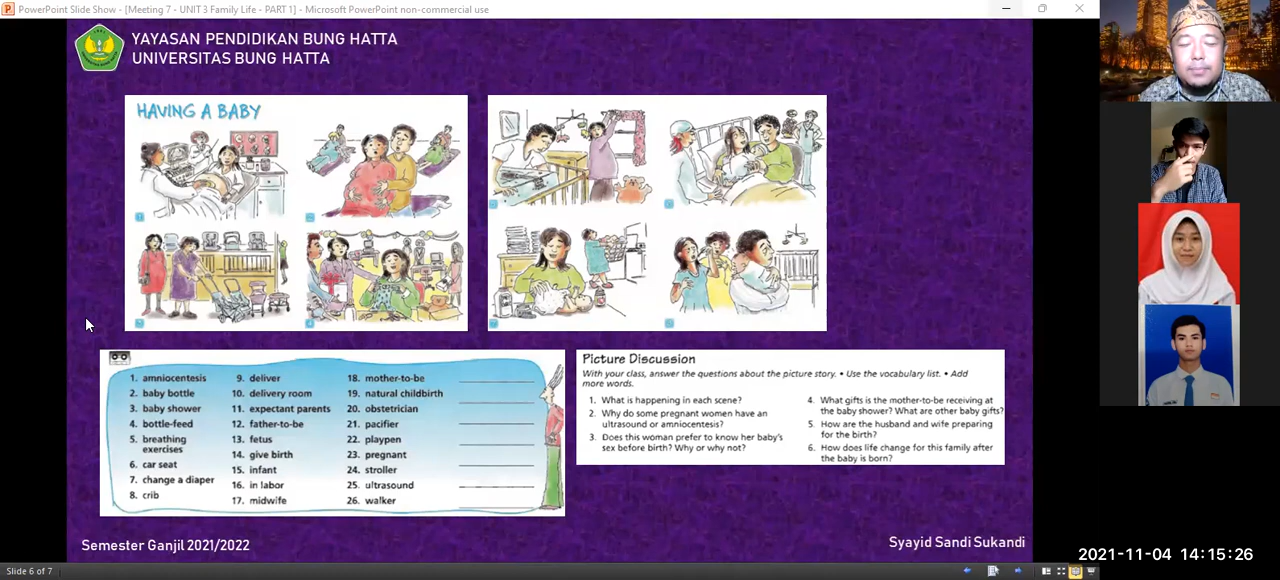 PowerPoint Slide Show - [Meeting 7 - UNIT 3 Family Life - PART 1] - Microsoft PowerPoint non-commercial use
YAYASAN PENDIDIKAN BUNG HATTA
UNIVERSITAS BUNG HATTA
HAVING A BABY
1. amniocentesis
2. baby bottle
3. baby shower
4. bottle-feed
5. breathing
exercises
6. car seat
7. change a diaper
8. crib
9. deliver
10. delivery room
11. expectant parents
12. father-to-be
13. fetus
14. give birth
15. infant
16. in labor
17. midwife
18. mother-to-be
19. natural childbirth
20. obstetrician
21. pacifier
22. playpen
23. pregnant
24. stroller
25. ultrasound
26. walker
Picture Discussion
With your class, answer the questions about the picture story. • Use the vocabulary list. • Add
more words.
1. What is happening in each scene?
2. Why do some pregnant women have an
ultrasound or amniocentesis?
3. Does this woman prefer to know her baby's
sex before birth? Why or why not?
4. What gifts is the mother-to-be receiving at
the baby shower? What are other baby gifts?
5. How are the husband and wife preparing
for the birth?
6. How does life change for this family after
the baby is born?
Semester Ganjil 2021/2022
Syayid Sandi Sukandi
2021-11-04 14:15:26
Slide 6 of 7